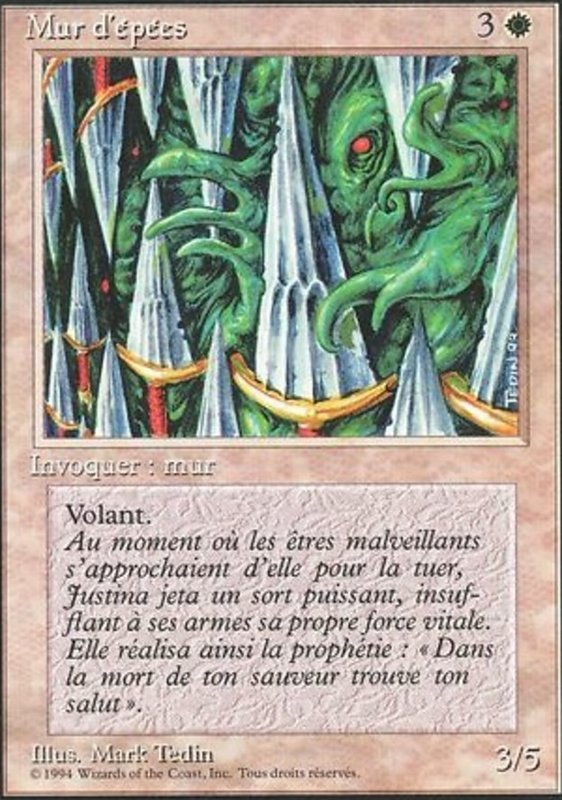 Mur d'épées 3
TEDIN 93
Invoquer : mur
Volant.
Au moment où les êtres malveillants
s'approchaient d'elle pour la tuer,
Justina jeta un sort puissant, insuf-
flant à ses armes sa propre force vitale.
Elle réalisa ainsi la prophétie : « Dans
la mort de ton sauveur trouve ton
salut ».
Illus. Mark Tedin
3/5
© 1994 Wizards of the Coast, Inc. Tous droits réservés.